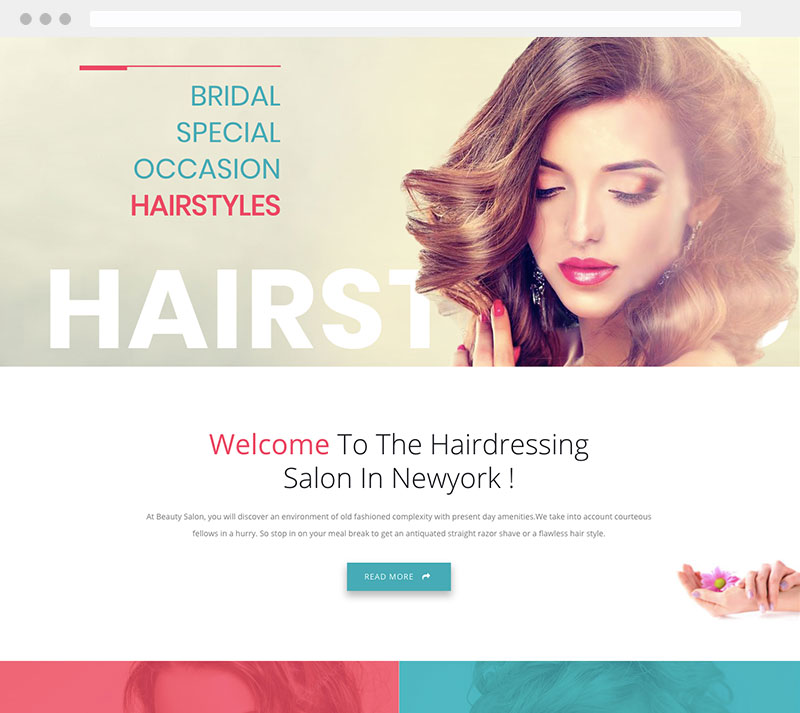 BRIDAL
SPECIAL
OCCASION
HAIRSTYLES
Welcome To The Hairdressing
Salon In Newyork !
At Beauty Salon, you will discover an environment of old fashioned complexity with present day amenities.We take into account courteous
fellows in a hurry. So stop in on your meal break to get an antiquated straight razor shave or a flawless hair style.
READ MORE